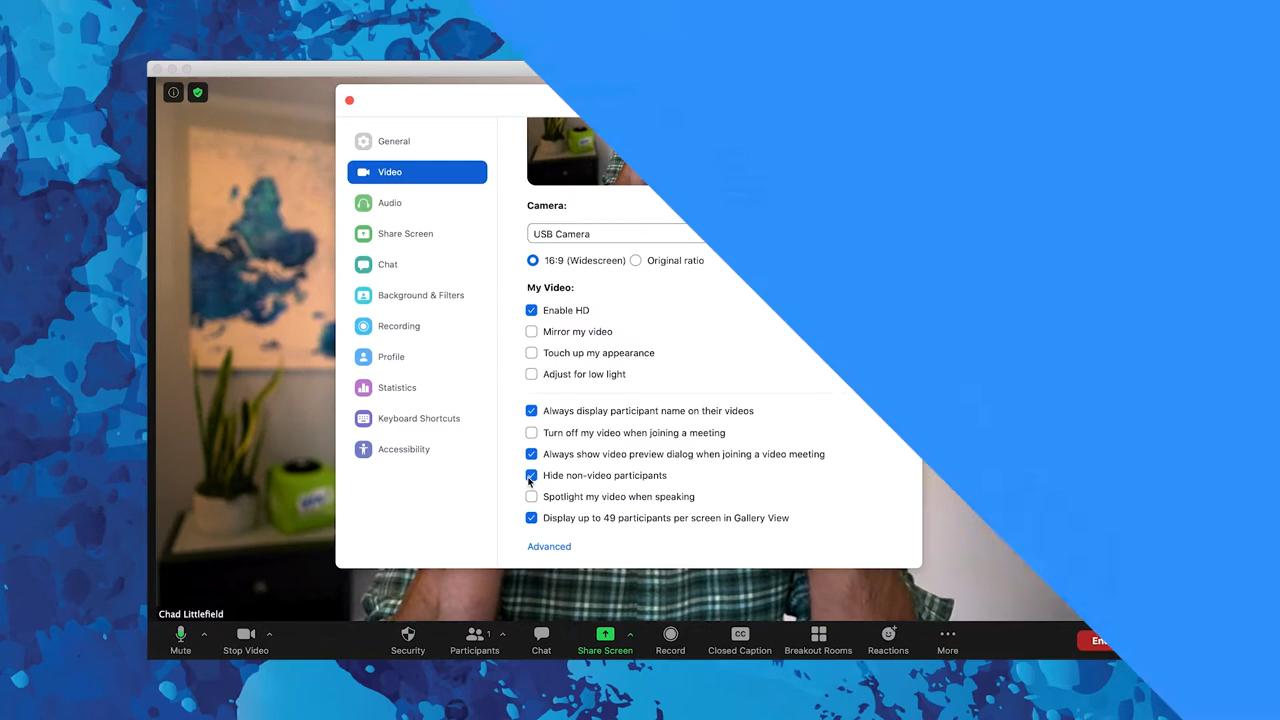 General
Video
Audio
Share Screen
Chat
Background & Filters
Recording
Profile
Statistics
Keyboard Shortcuts
Accessibility
Camera:
USB Camera
16:9 (Widescreen) Original ratio
My Video:
Enable HD
Mirror my video
Touch up my appearance
Adjust for low light
Always display participant name on their videos
Turn off my video when joining a meeting
Always show video preview dialog when joining a video meeting
Hide non-video participants
Spotlight my video when speaking
Display up to 49 participants per screen in Gallery View
Advanced
Chad Littlefield
1
CC
Mute Stop Video Security Participants Chat Share Screen Record Closed Caption Breakout Rooms Reactions More